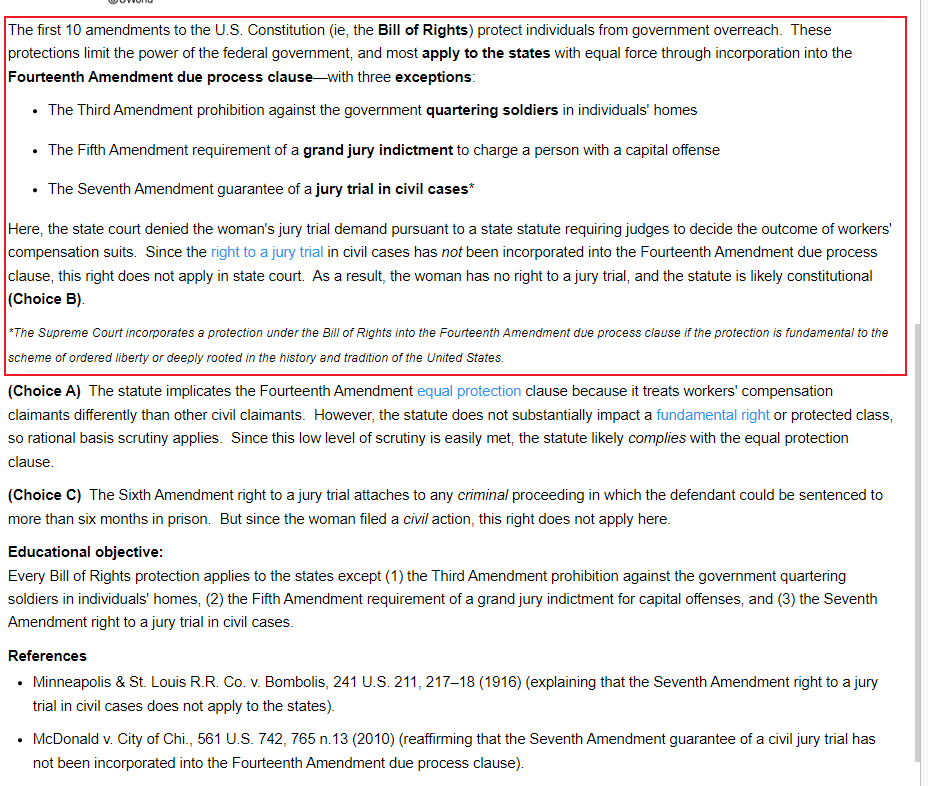 The first 10 amendments to the U.S. Constitution (ie, the Bill of Rights) protect individuals from government overreach. These
protections limit the power of the federal government, and most apply to the states with equal force through incorporation into the
Fourteenth Amendment due process clause—with three exceptions:
• The Third Amendment prohibition against the government quartering soldiers in individuals' homes
• The Fifth Amendment requirement of a grand jury indictment to charge a person with a capital offense
• The Seventh Amendment guarantee of a jury trial in civil cases*
Here, the state court denied the woman's jury trial demand pursuant to a state statute requiring judges to decide the outcome of workers'
compensation suits. Since the right to a jury trial in civil cases has not been incorporated into the Fourteenth Amendment due process
clause, this right does not apply in state court. As a result, the woman has no right to a jury trial, and the statute is likely constitutional
(Choice B).
*The Supreme Court incorporates a protection under the Bill of Rights into the Fourteenth Amendment due process clause if the protection is fundamental to the
scheme of ordered liberty or deeply rooted in the history and tradition of the United States.
(Choice A) The statute implicates the Fourteenth Amendment equal protection clause because it treats workers' compensation
claimants differently than other civil claimants. However, the statute does not substantially impact a fundamental right or protected class,
so rational basis scrutiny applies. Since this low level of scrutiny is easily met, the statute likely complies with the equal protection
clause.
(Choice C) The Sixth Amendment right to a jury trial attaches to any criminal proceeding in which the defendant could be sentenced to
more than six months in prison. But since the woman filed a civil action, this right does not apply here.
Educational objective:
Every Bill of Rights protection applies to the states except (1) the Third Amendment prohibition against the government quartering
soldiers in individuals' homes, (2) the Fifth Amendment requirement of a grand jury indictment for capital offenses, and (3) the Seventh
Amendment right to a jury trial in civil cases.
References
• Minneapolis & St. Louis R.R. Co. v. Bombolis, 241 U.S. 211, 217–18 (1916) (explaining that the Seventh Amendment right to a jury
trial in civil cases does not apply to the states).
• McDonald v. City of Chi., 561 U.S. 742, 765 n.13 (2010) (reaffirming that the Seventh Amendment guarantee of a civil jury trial has
not been incorporated into the Fourteenth Amendment due process clause).